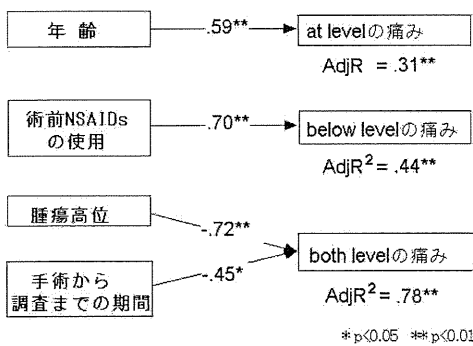 年 齢
.59**
at levelの痛み
AdjR = .31**
術前NSAIDs
の使用
.70**
below levelの痛み
AdjR²= .44**
腫瘍高位
-.72**
both levelの痛み
手術から
調査までの期間
-.45*
AdjR²= .78**
*p<0.05 **p<0.01